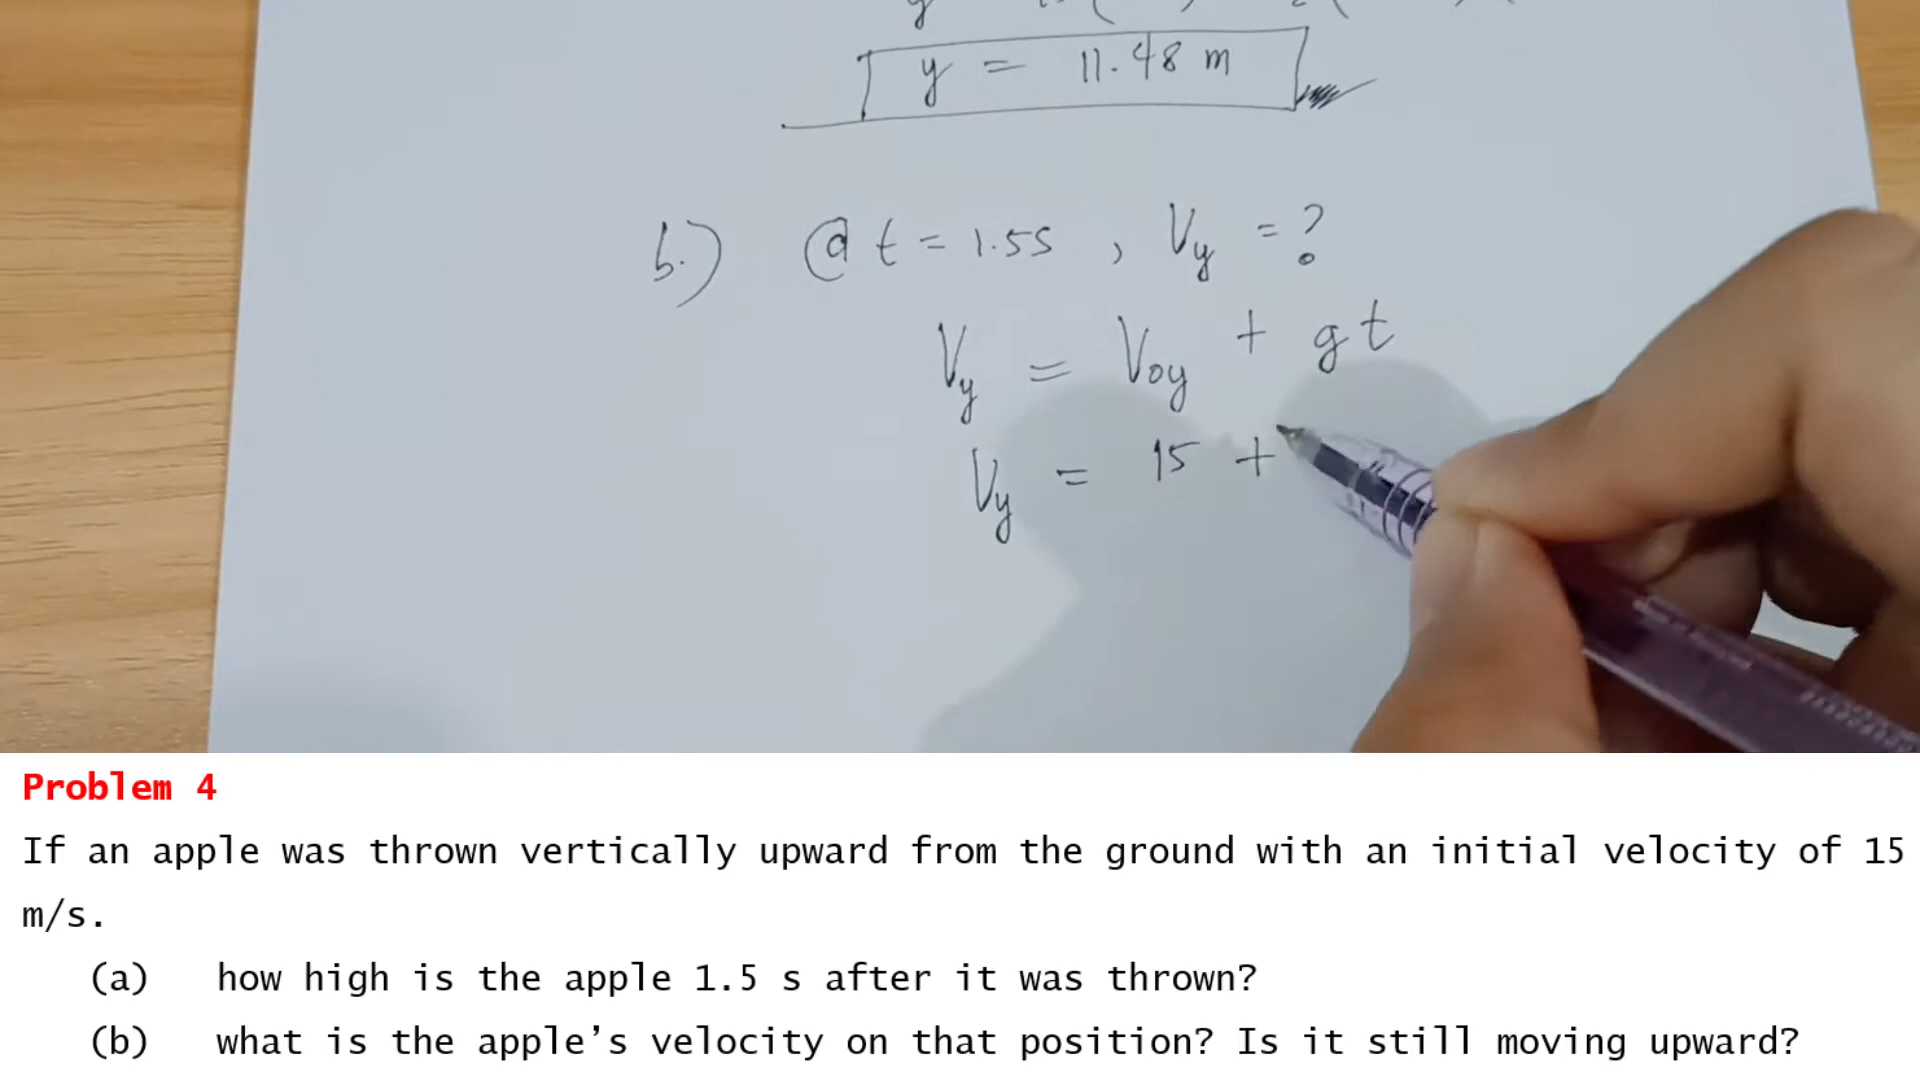 y = 11.48 m
b.) @ t = 1.5s , Vy = ?
Vy = Voy + gt
Vy = 15 +
Problem 4
If an apple was thrown vertically upward from the ground with an initial velocity of 15
m/s.
(a) how high is the apple 1.5 s after it was thrown?
(b) what is the apple’s velocity on that position? Is it still moving upward?